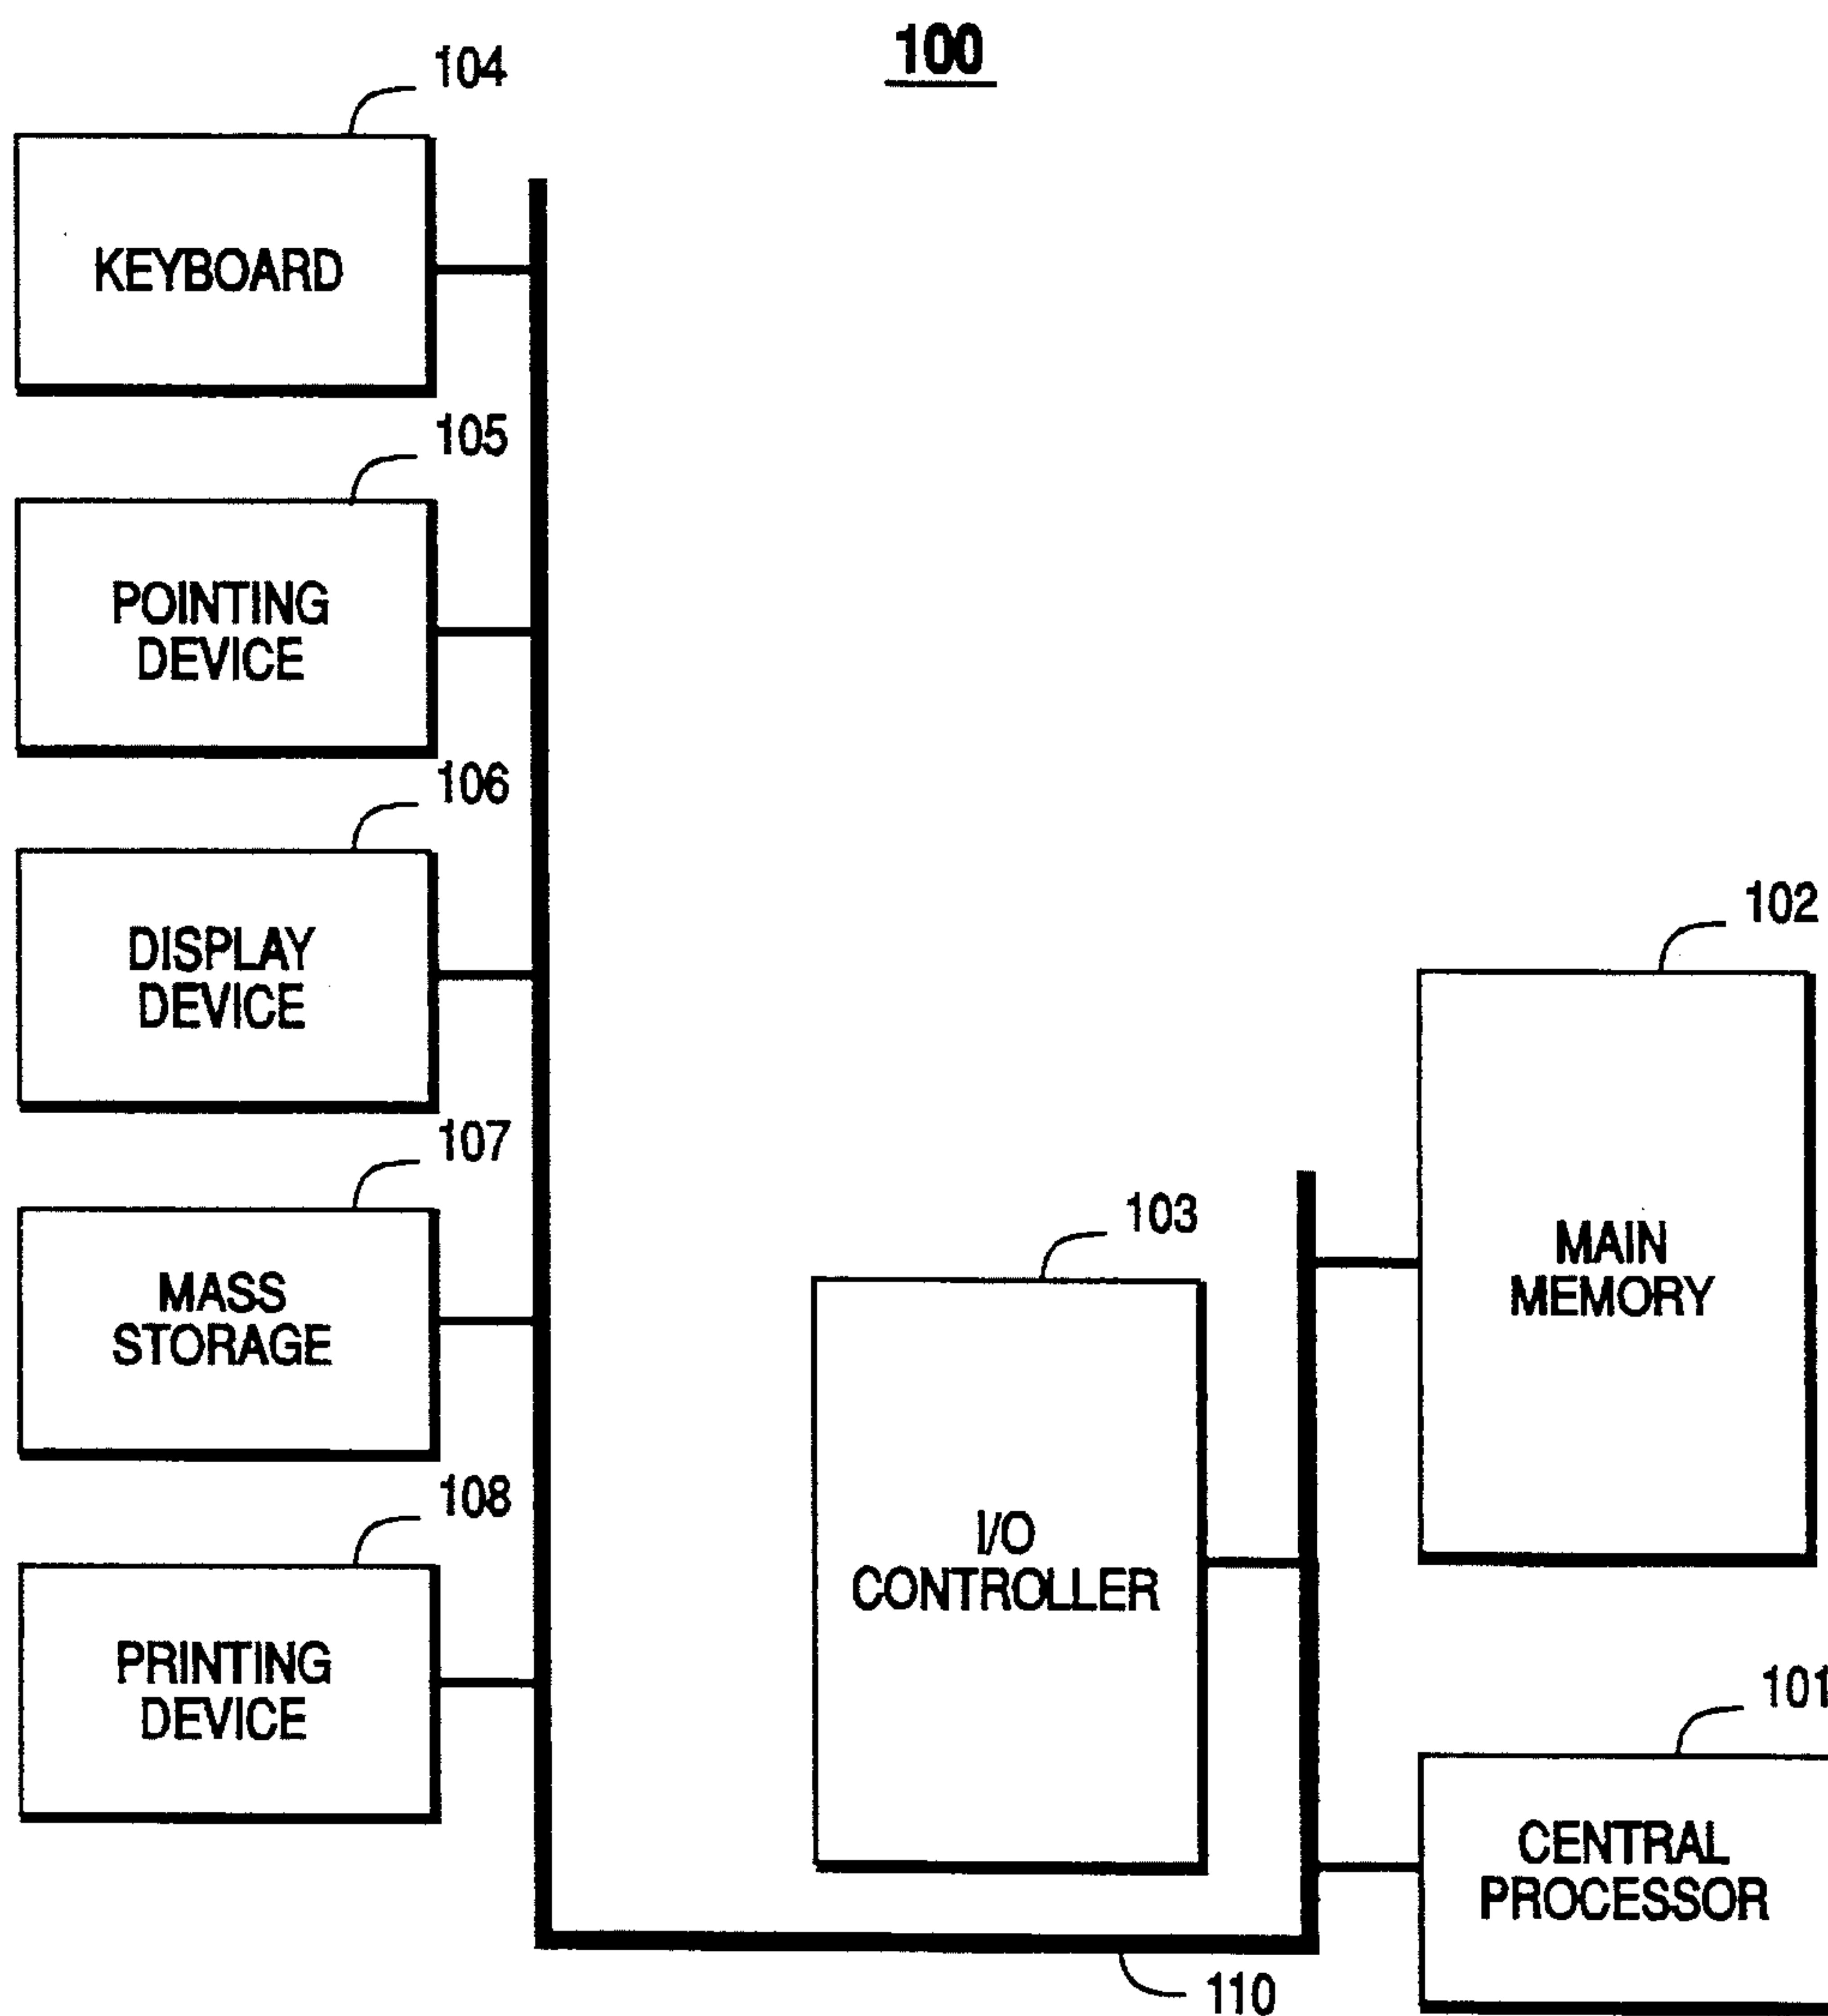 100
104
KEYBOARD
105
POINTING
DEVICE
106
DISPLAY
DEVICE
107
MASS
STORAGE
108
PRINTING
DEVICE
103
I/O
CONTROLLER
102
MAIN
MEMORY
101
CENTRAL
PROCESSOR
110